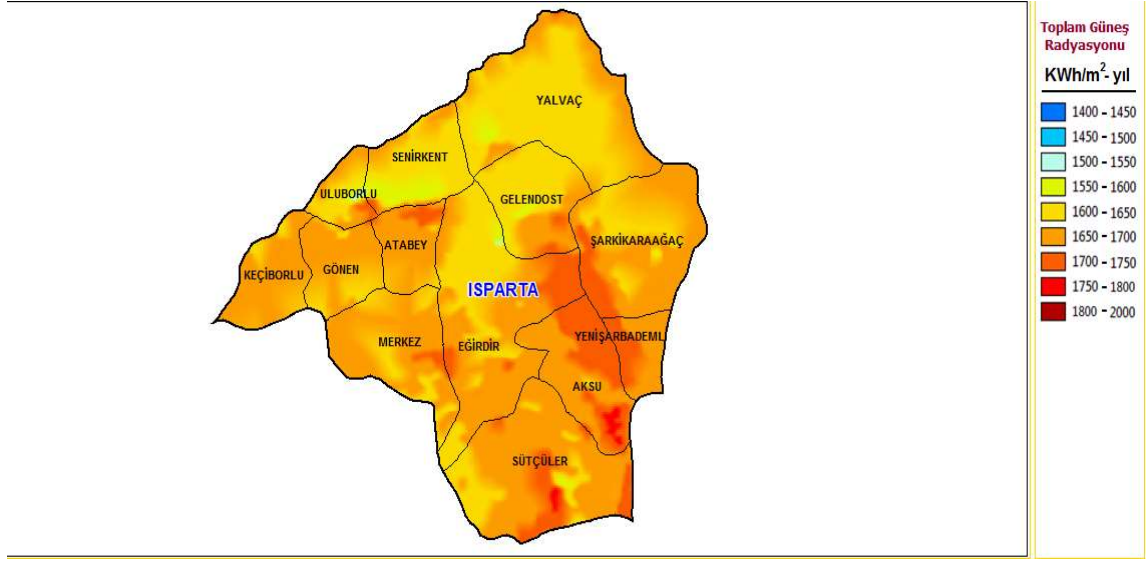 Toplam Güneş
Radyasyonu
KWh/m²- yıl
1400 - 1450
1450 - 1500
1500 - 1550
1550 - 1600
1600 - 1650
1650 - 1700
1700 - 1750
1750 - 1800
1800 - 2000
YALVAÇ
SENİRKENT
ULUBORLU
GELENDOST
ŞARKİKARAAĞAÇ
ATABEY
KEÇİBORLU
GÖNEN
ISPARTA
MERKEZ
EĞİRDİR
YENİŞARBADEMLİ
AKSU
SÜTÇÜLER